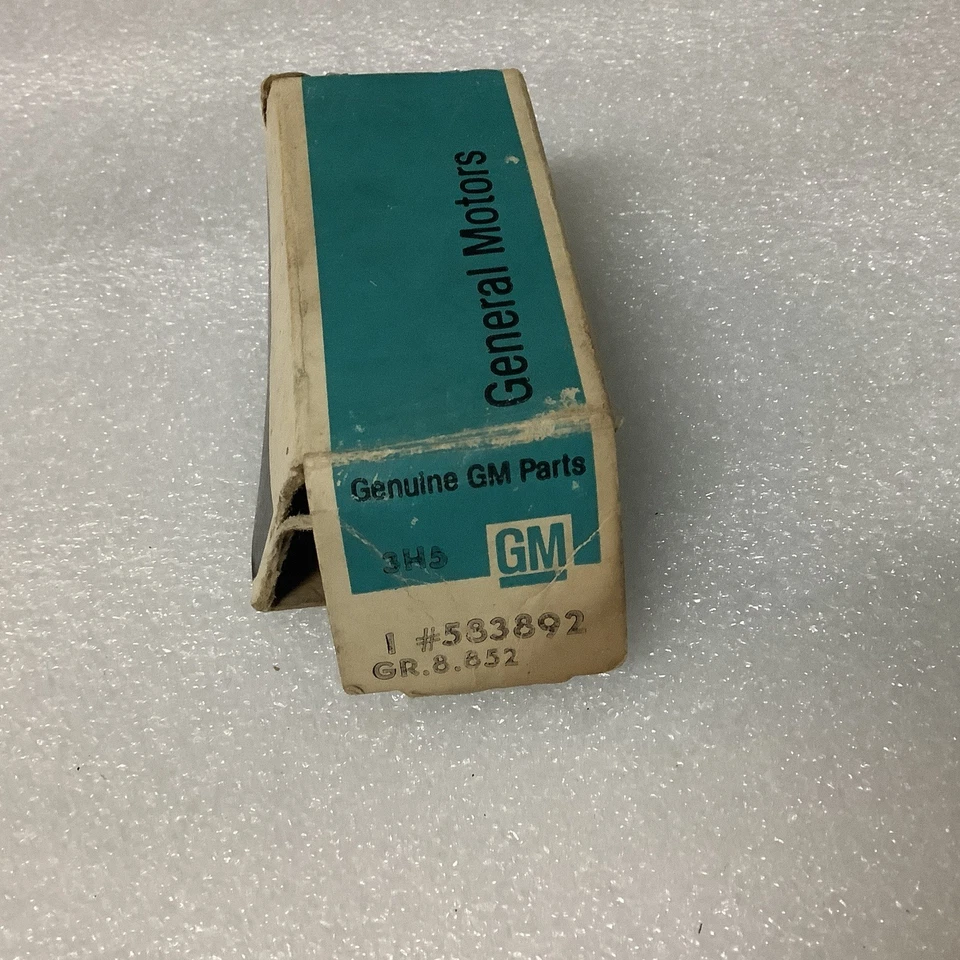 General Motors
Genuine GM Parts
3H5
GM
1 #583892
GR.8.852